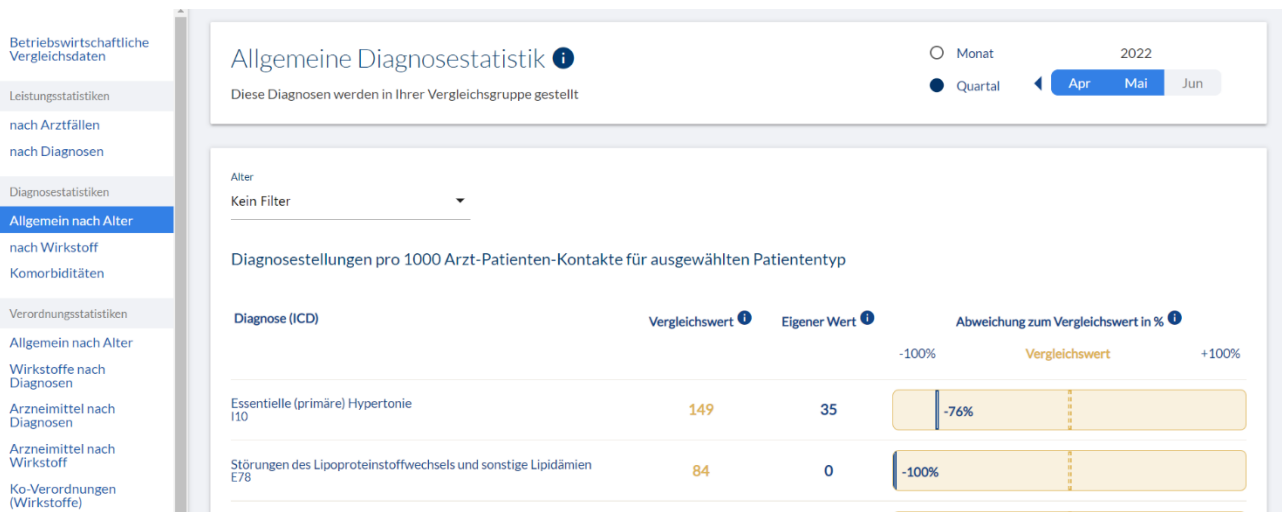 Betriebswirtschaftliche
Vergleichsdaten
Leistungsstatistiken
nach Arztfällen
nach Diagnosen
Diagnosestatistiken
Allgemein nach Alter
nach Wirkstoff
Komorbiditäten
Verordnungsstatistiken
Allgemein nach Alter
Wirkstoffe nach
Diagnosen
Arzneimittel nach
Diagnosen
Arzneimittel nach
Wirkstoff
Ko-Verordnungen
(Wirkstoffe)
Allgemeine Diagnosestatistik i
Diese Diagnosen werden in Ihrer Vergleichsgruppe gestellt
Monat 2022
Quartal Apr Mai Jun
Alter
Kein Filter
Diagnosestellungen pro 1000 Arzt-Patienten-Kontakte für ausgewählten Patiententyp
Diagnose (ICD) Vergleichswert i Eigener Wert i Abweichung zum Vergleichswert in % i
-100% Vergleichswert +100%
Essentielle (primäre) Hypertonie
I10
149 35 -76%
Störungen des Lipoproteinstoffwechsels und sonstige Lipidämien
E78
84 0 -100%